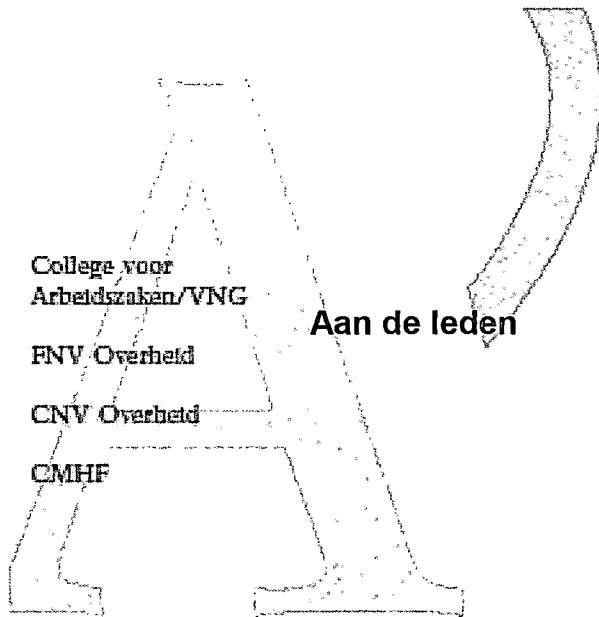 College voor
Arbeidszaken/VNG
Aan de leden
FNV Overheid
CNV Overheid
CMHF